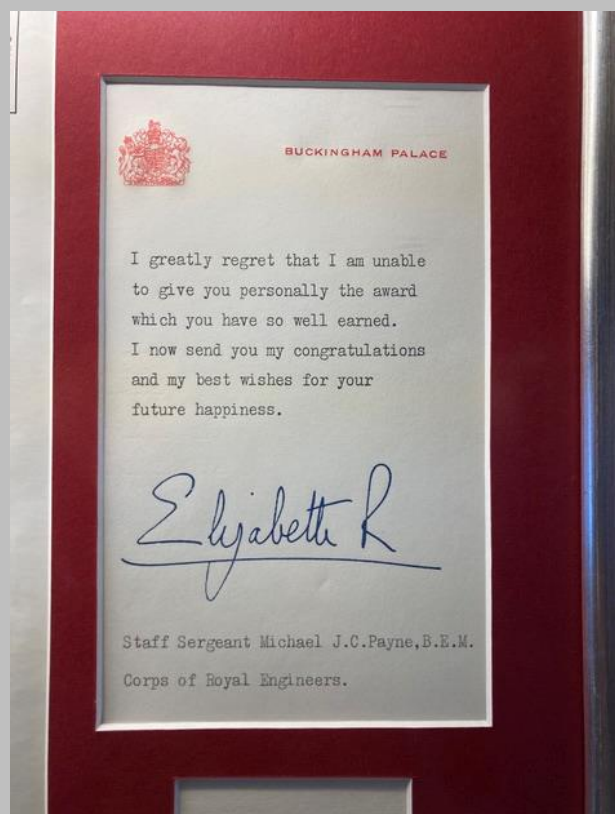 BUCKINGHAM PALACE
I greatly regret that I am unable
to give you personally the award
which you have so well earned.
I now send you my congratulations
and my best wishes for your
future happiness.
Elizabeth R
Staff Sergeant Michael J.C.Payne,B.E.M.
Corps of Royal Engineers.